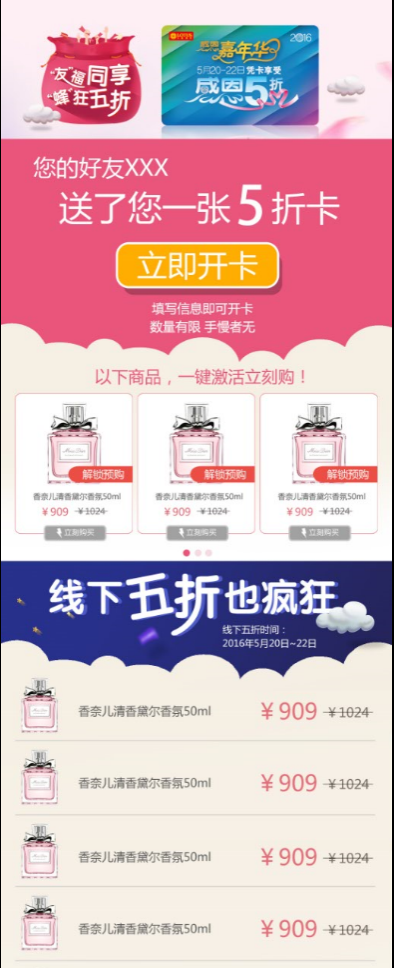 “友”福同享
“蜂”狂五折
2016
感恩嘉年华
5月20-22日 凭卡享受
感恩5折
您的好友XXX
送了您一张5折卡
立即开卡
填写信息即可开卡
数量有限 手慢者无
以下商品，一键激活立刻购！
解锁预购 解锁预购 解锁预购
香奈儿清香黛尔香氛50ml 香奈儿清香黛尔香氛50ml 香奈儿清香黛尔香氛50ml
￥909 ￥1024 ￥909 ￥1024 ￥909 ￥1024
立刻购买 立刻购买 立刻购买
线下五折也疯狂
线下五折时间：
2016年5月20日~22日
香奈儿清香黛尔香氛50ml ￥909 ￥1024
香奈儿清香黛尔香氛50ml ￥909 ￥1024
香奈儿清香黛尔香氛50ml ￥909 ￥1024
香奈儿清香黛尔香氛50ml ￥909 ￥1024